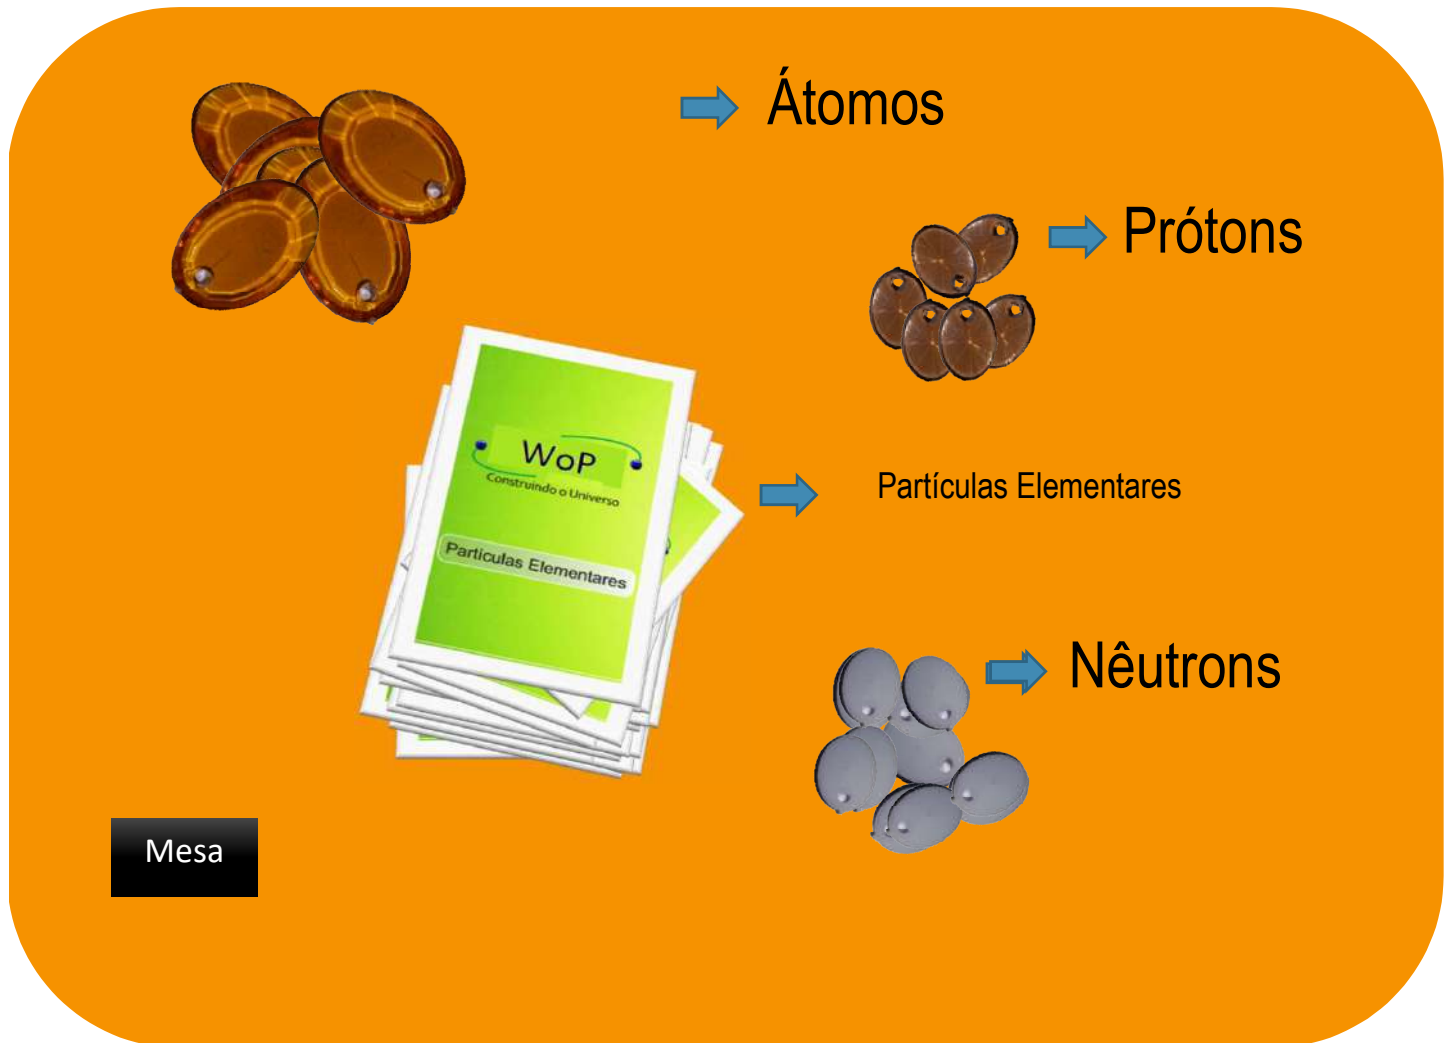 Átomos
Prótons
WoP
Construindo o Universo
Partículas Elementares
Partículas Elementares
Nêutrons
Mesa